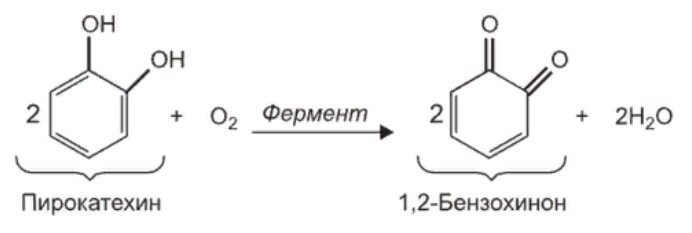 OH
OH
O
O
2
+
O₂
Фермент
2
+
2H₂O
Пирокатехин
1,2-Бензохинон